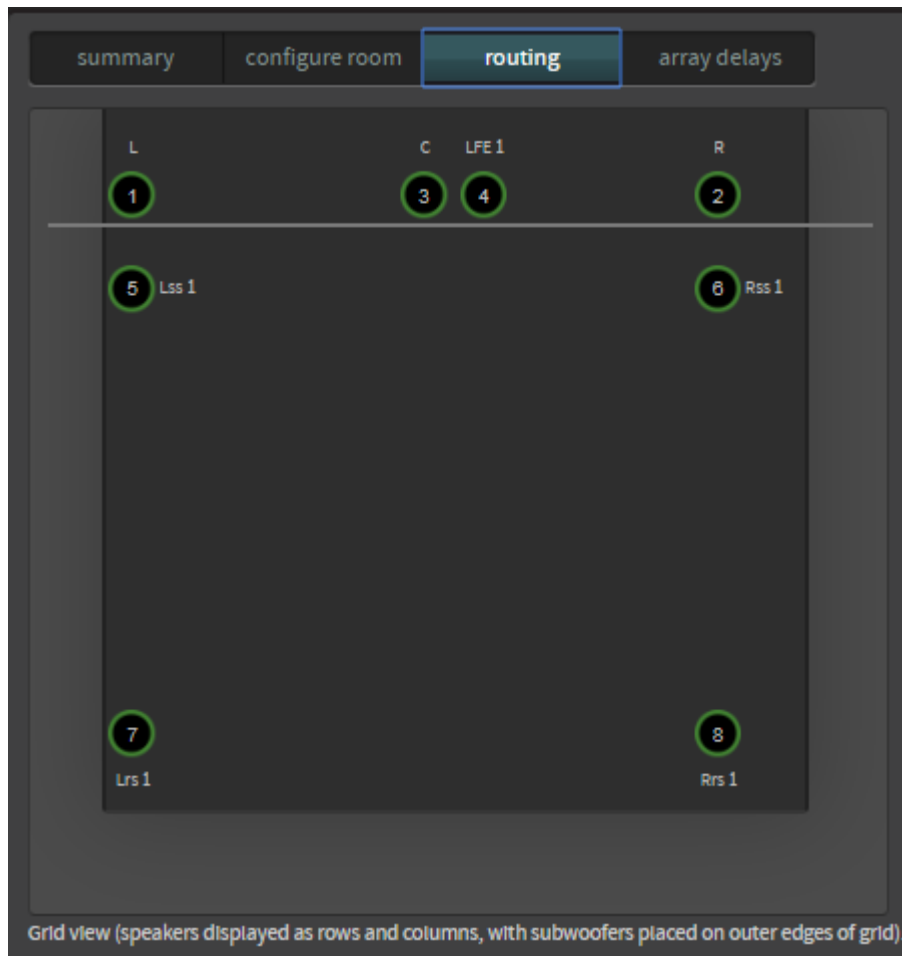 summary configure room routing array delays
L C LFE 1 R
1 3 4 2
5 Lss 1 6 Rss 1
7 8
Lrs 1 Rrs 1
Grid view (speakers displayed as rows and columns, with subwoofers placed on outer edges of grid)